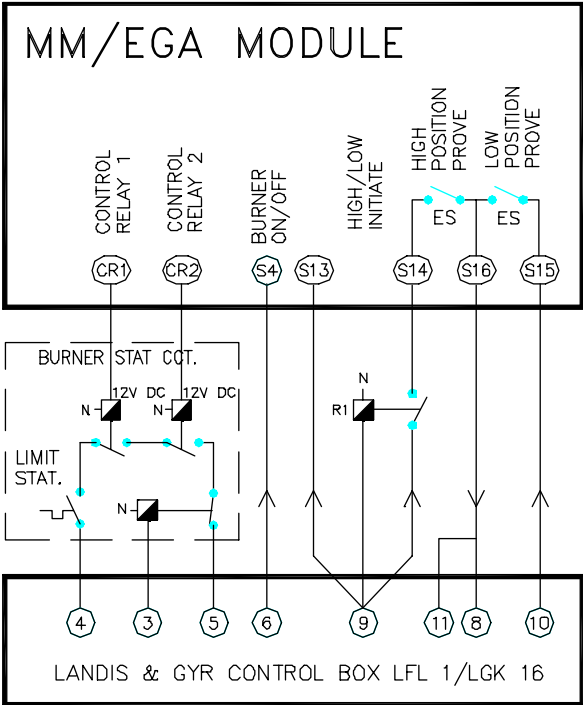 MM/EGA MODULE
CONTROL
RELAY 1
CONTROL
RELAY 2
BURNER
ON/OFF
HIGH/LOW
INITIATE
HIGH
POSITION
PROVE
LOW
POSITION
PROVE
ES
ES
CR1
CR2
S4
S13
S14
S16
S15
BURNER STAT CCT.
12V DC
12V DC
N
N
N
R1
LIMIT
STAT.
N
4
3
5
6
9
11
8
10
LANDIS & GYR CONTROL BOX LFL 1/LGK 16